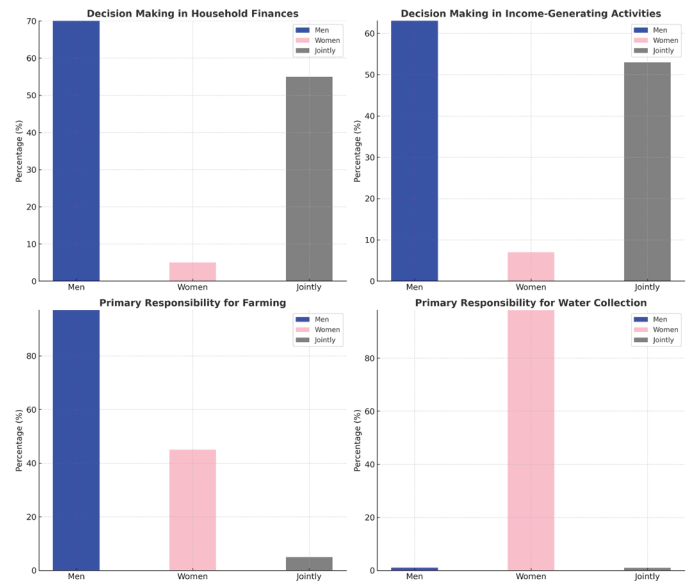 Decision Making in Household Finances
Percentage (%)
70
60
50
40
30
20
10
0
Men
Women
Jointly
Men
Women
Jointly
Decision Making in Income-Generating Activities
Percentage (%)
60
50
40
30
20
10
0
Men
Women
Jointly
Men
Women
Jointly
Primary Responsibility for Farming
Percentage (%)
80
60
40
20
0
Men
Women
Jointly
Men
Women
Jointly
Primary Responsibility for Water Collection
Percentage (%)
80
60
40
20
0
Men
Women
Jointly
Men
Women
Jointly